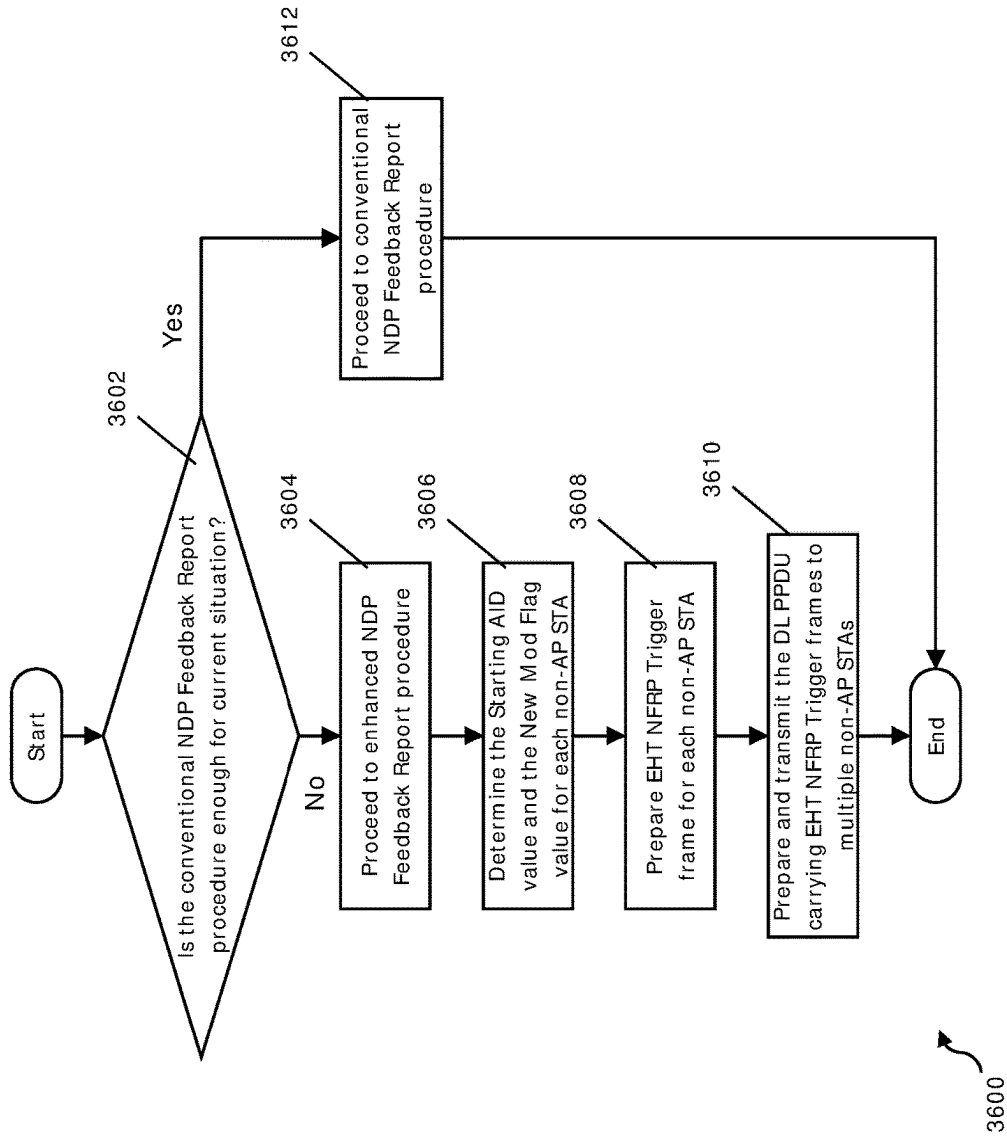 Start
3602
Is the conventional NDP Feedback Report
procedure enough for current situation?
Yes
No
3604
Proceed to enhanced NDP
Feedback Report procedure
3612
Proceed to conventional
NDP Feedback Report
procedure
3606
Determine the Starting AID
value and the New Mod Flag
value for each non-AP STA
3608
Prepare EHT NFRP Trigger
frame for each non-AP STA
3610
Prepare and transmit the DL PPDU
carrying EHT NFRP Trigger frames to
multiple non-AP STAs
End
3600